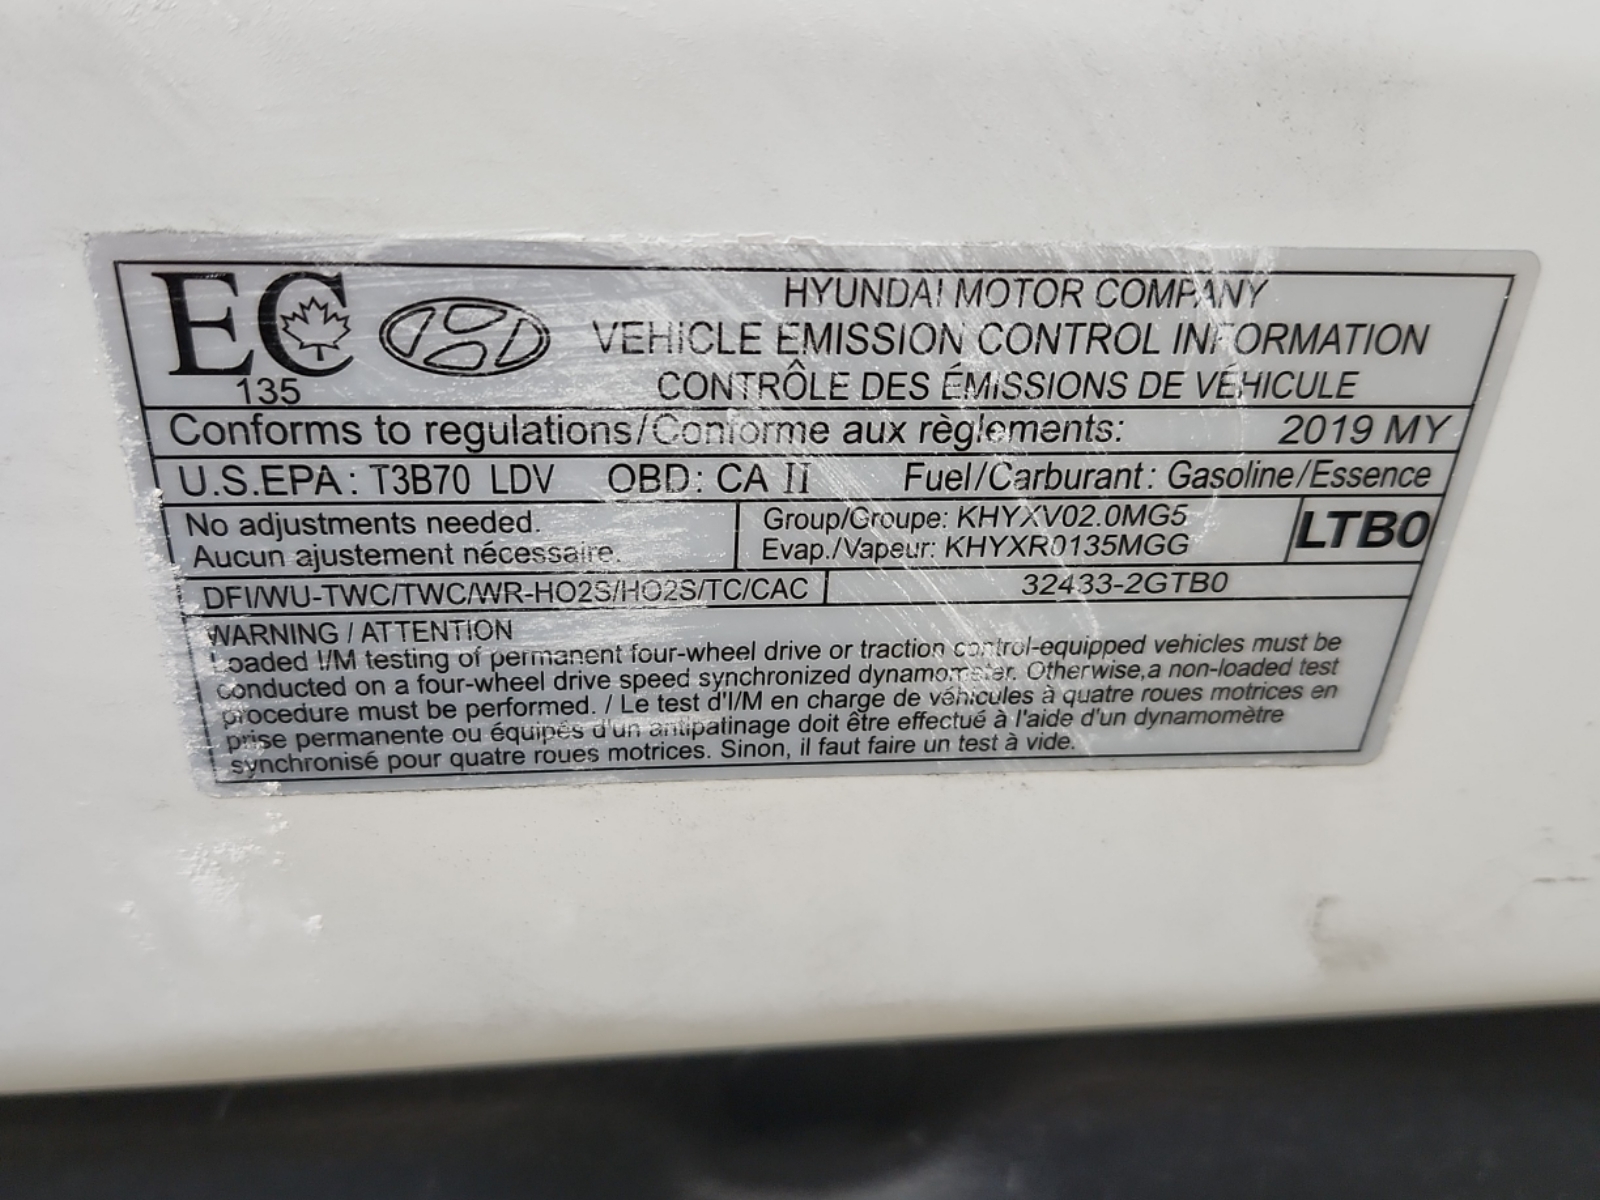 EC
135
HYUNDAI MOTOR COMPANY
VEHICLE EMISSION CONTROL INFORMATION
CONTRÔLE DES ÉMISSIONS DE VÉHICULE
Conforms to regulations/Conforme aux règlements: 2019 MY
U.S.EPA: T3B70 LDV OBD: CA II Fuel/Carburant: Gasoline/Essence
No adjustments needed.
Aucun ajustement nécessaire.
Group/Groupe: KHYXV02.0MG5
Evap./Vapeur: KHYXR0135MGG
LTB0
DFI/WU-TWC/TWC/WR-HO2S/HO2S/TC/CAC
32433-2GTB0
WARNING / ATTENTION
Loaded I/M testing of permanent four-wheel drive or traction control-equipped vehicles must be
conducted on a four-wheel drive speed synchronized dynamometer. Otherwise,a non-loaded test
procedure must be performed. / Le test d'I/M en charge de véhicules à quatre roues motrices en
prise permanente ou équipés d'un antipatinage doit être effectué à l'aide d'un dynamomètre
synchronisé pour quatre roues motrices. Sinon, il faut faire un test à vide.